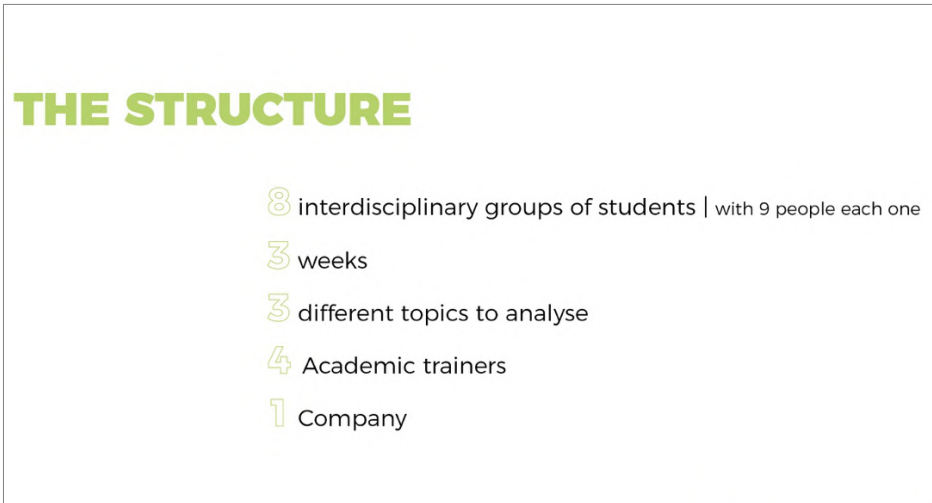 THE STRUCTURE
8 interdisciplinary groups of students | with 9 people each one
3 weeks
3 different topics to analyse
4 Academic trainers
1 Company